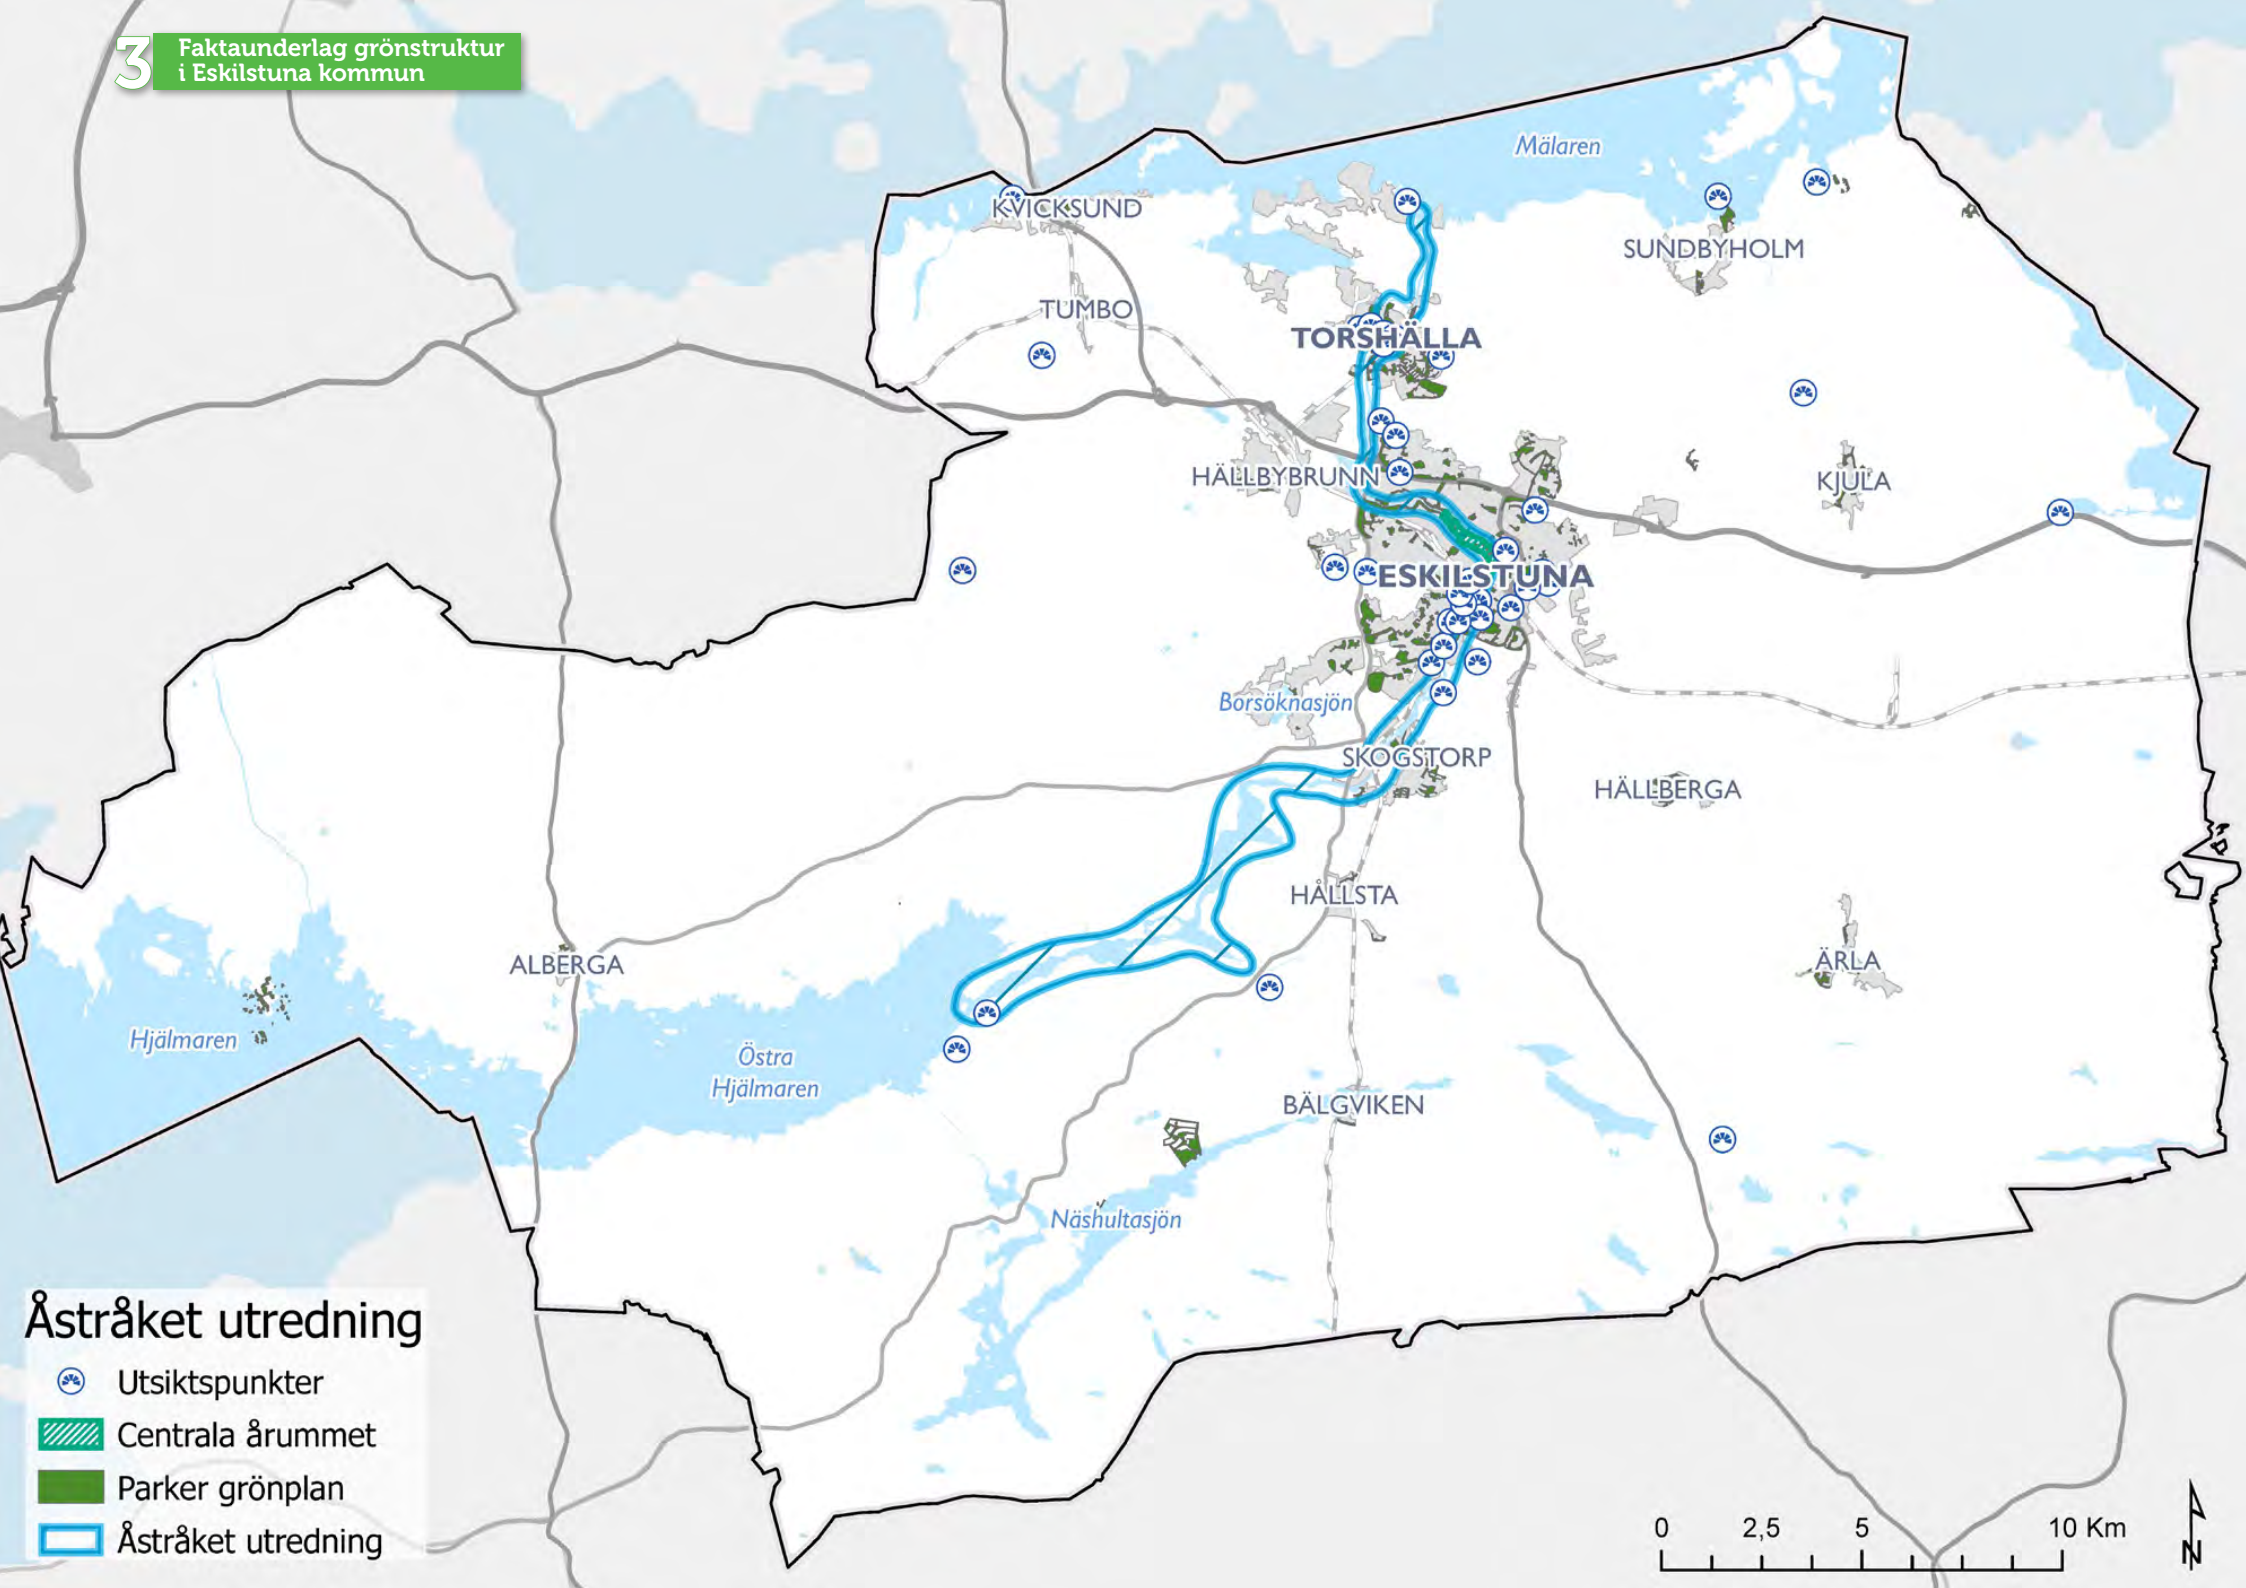 3
Faktaunderlag grönstruktur
i Eskilstuna kommun
Mälaren
KVICKSUND
SUNDBYHOLM
TUMBO
TORSHÄLLA
HÄLLBYBRUNN
KJULA
ESKILSTUNA
Borsöknasjön
SKOGSTORP
HÄLLBERGA
HÅLLSTA
ALBERGA
ÄRLA
Hjälmaren
Östra
Hjälmaren
BÄLGVIKEN
Näshultasjön
Åstråket utredning
Utsiktspunkter
Centrala årummet
Parker grönplan
Åstråket utredning
0 2,5 5 10 Km
N